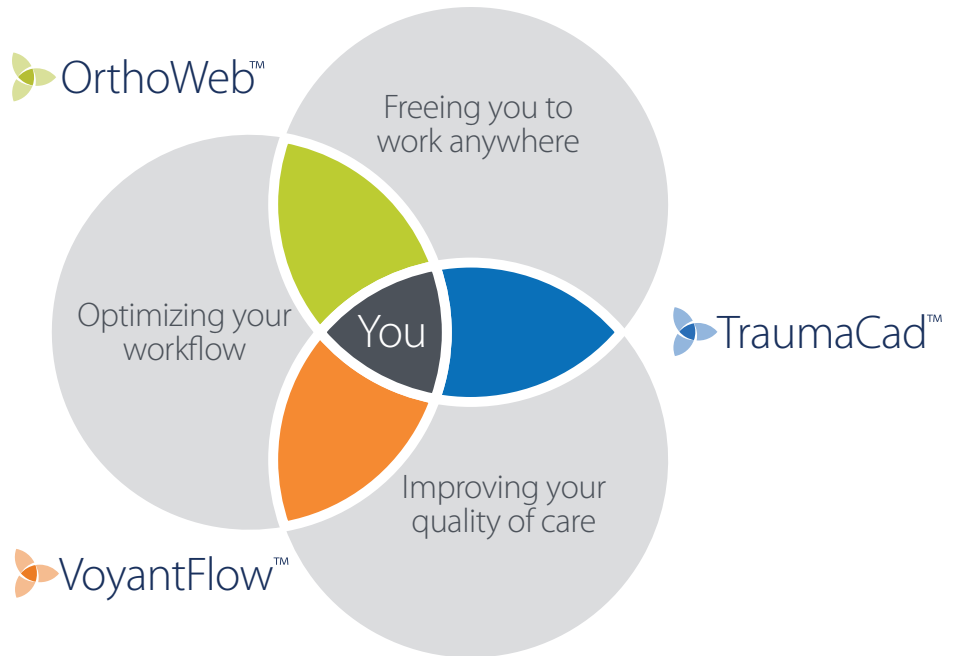 OrthoWeb™
Freeing you to
work anywhere
Optimizing your
workflow
You
TraumaCad™
Improving your
quality of care
VoyantFlow™